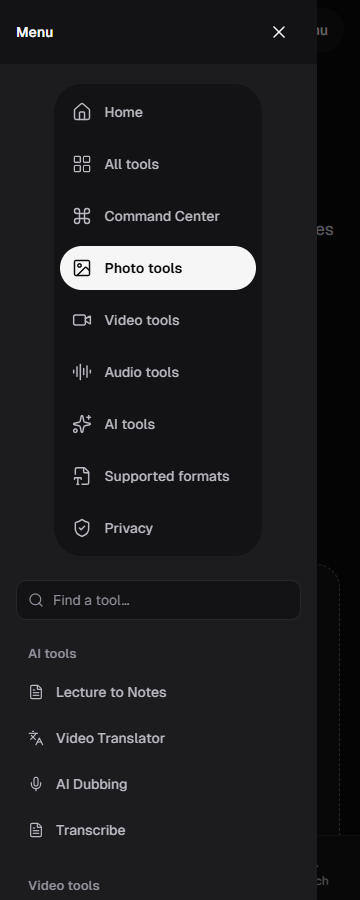 Menu
Home
All tools
Command Center
Photo tools
Video tools
Audio tools
AI tools
Supported formats
Privacy
Find a tool...
AI tools
Lecture to Notes
Video Translator
AI Dubbing
Transcribe
Video tools